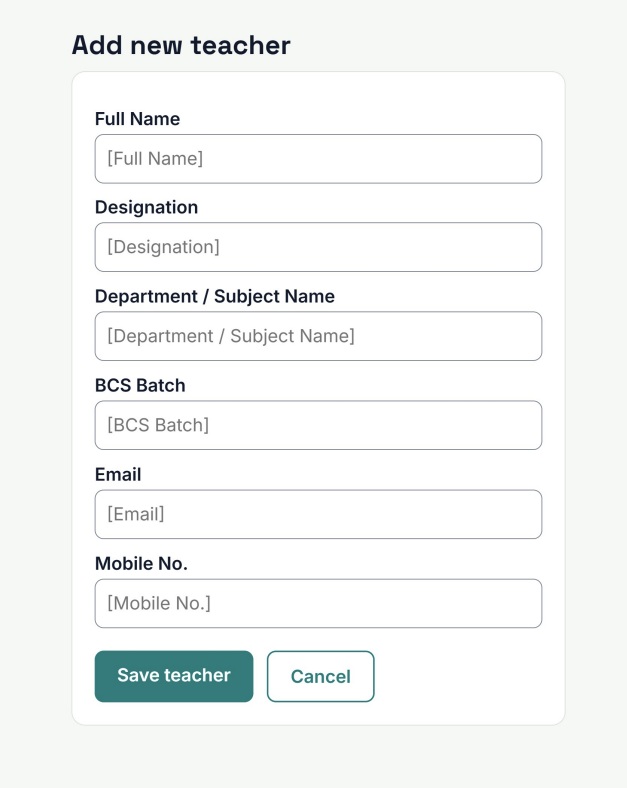 Add new teacher
Full Name
[Full Name]
Designation
[Designation]
Department / Subject Name
[Department / Subject Name]
BCS Batch
[BCS Batch]
Email
[Email]
Mobile No.
[Mobile No.]
Save teacher
Cancel